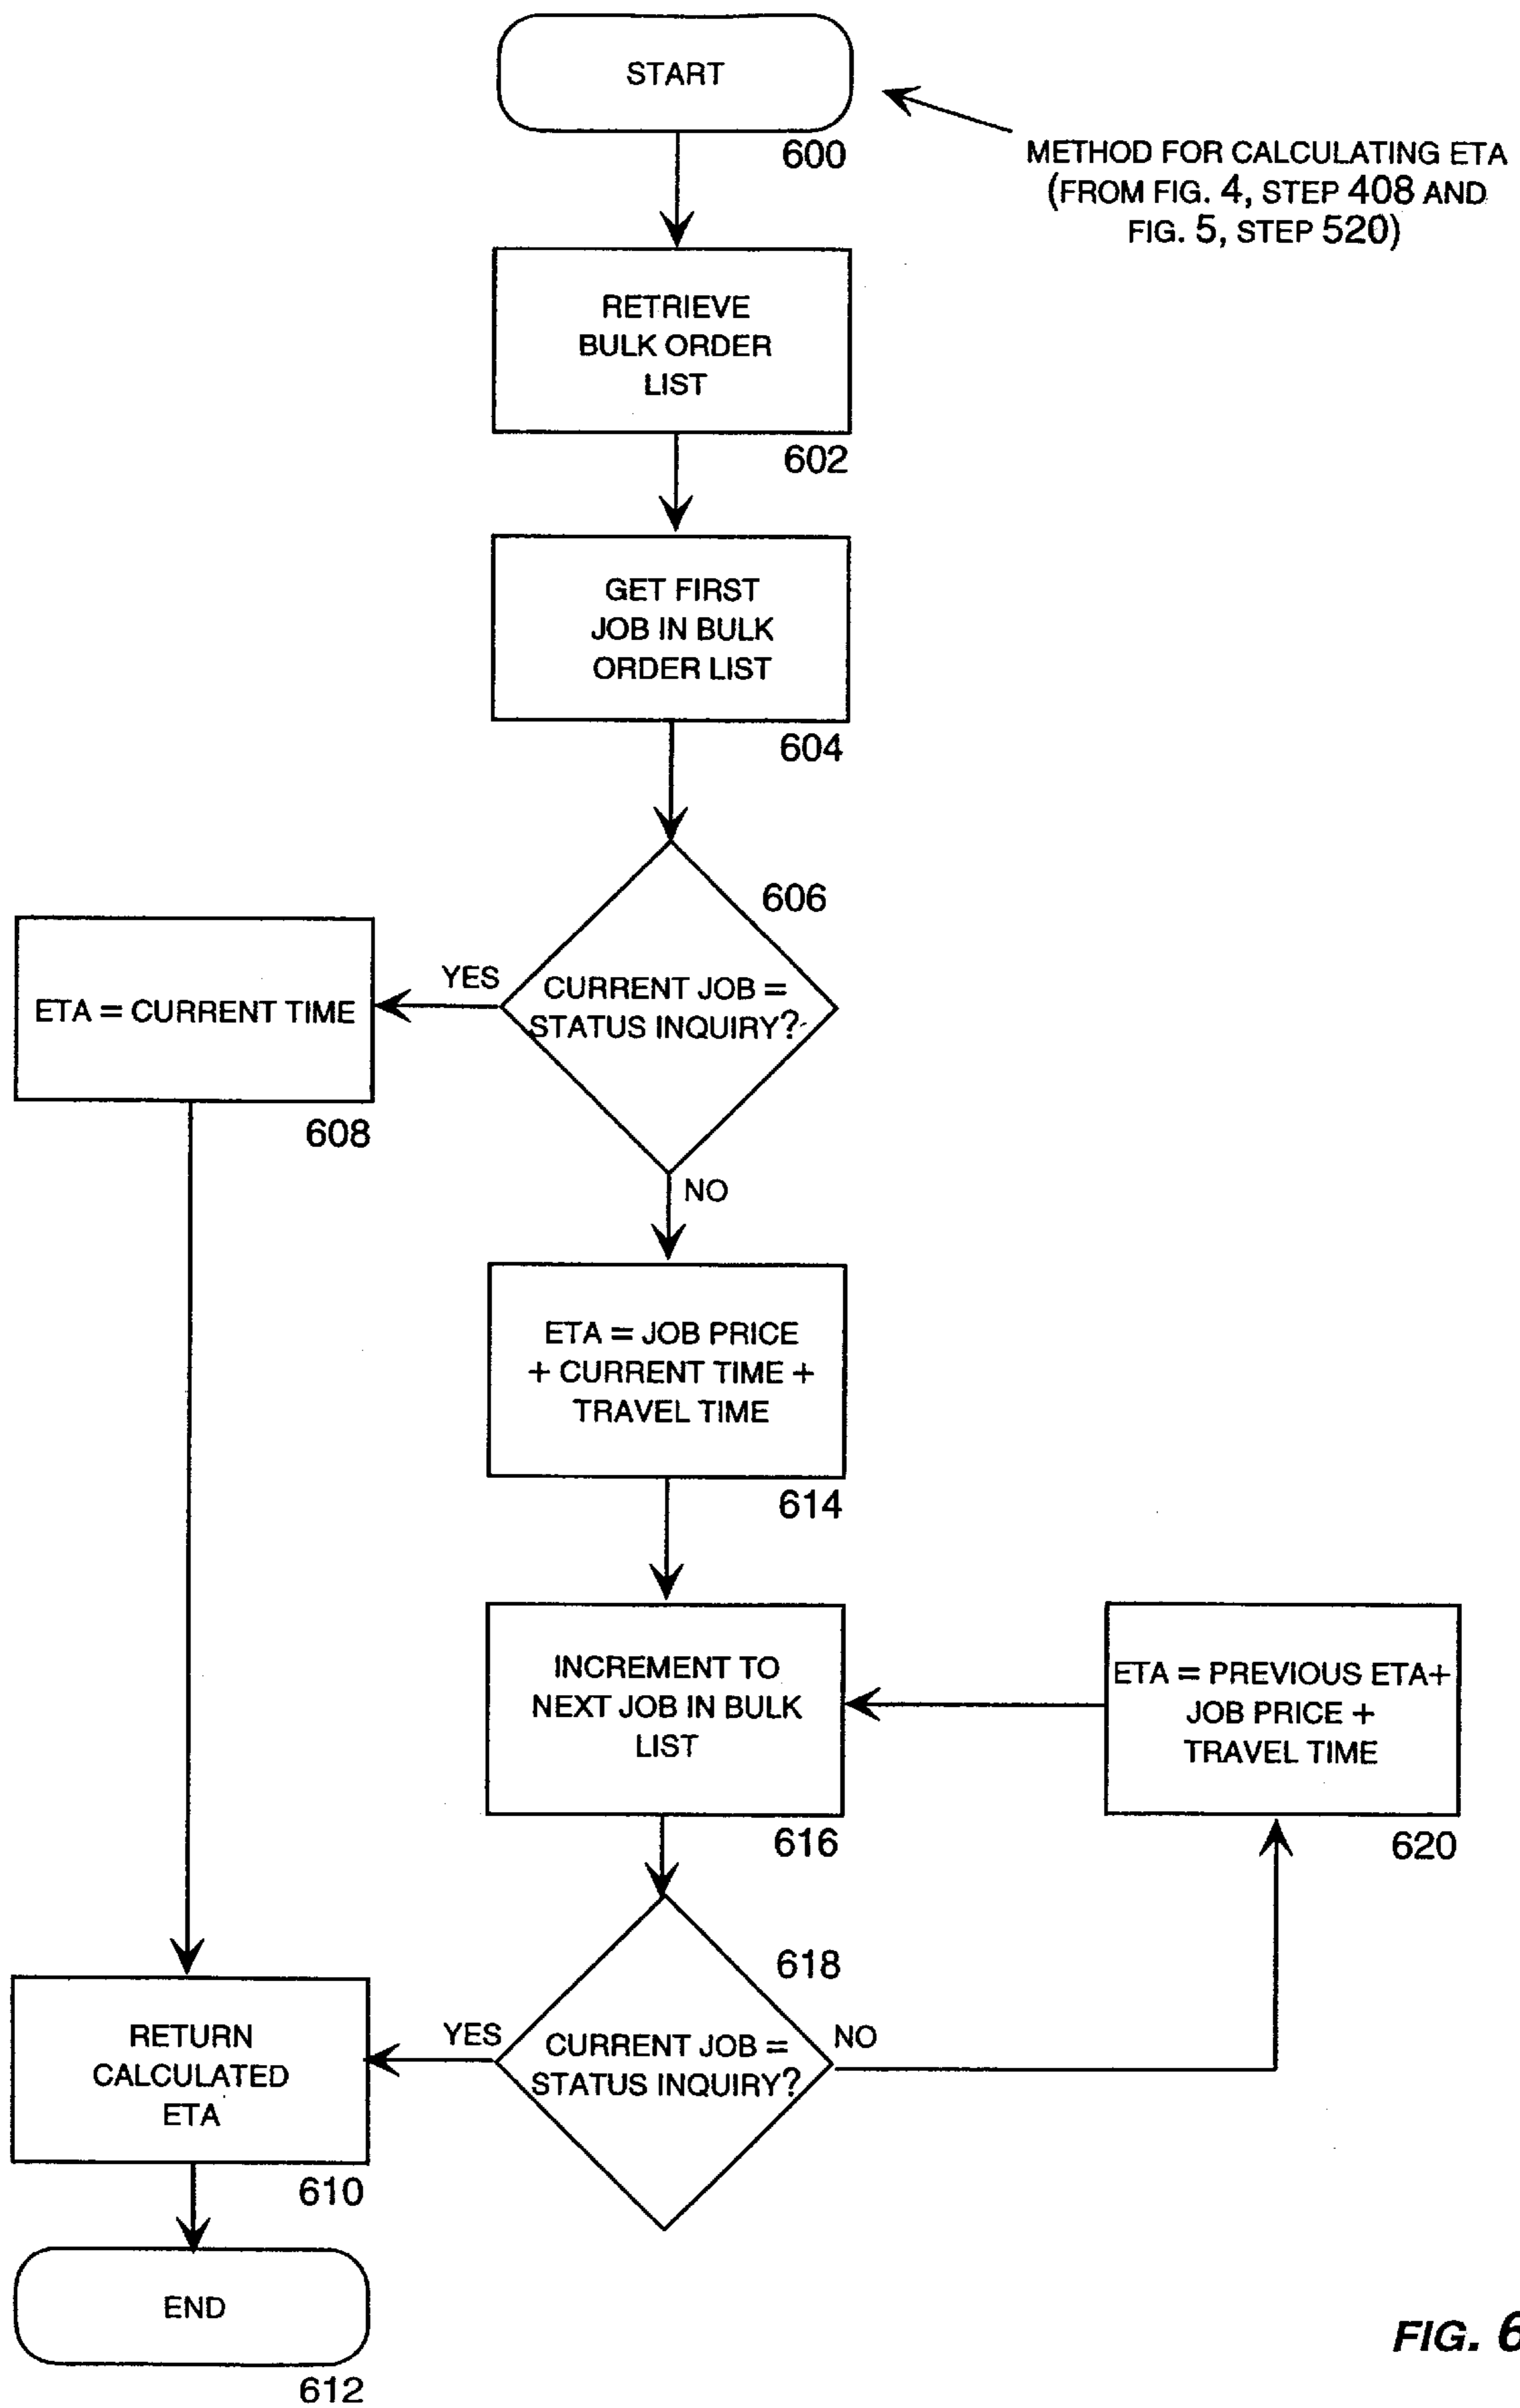 START
600
METHOD FOR CALCULATING ETA
(FROM FIG. 4, STEP 408 AND
FIG. 5, STEP 520)
RETRIEVE
BULK ORDER
LIST
602
GET FIRST
JOB IN BULK
ORDER LIST
604
606
CURRENT JOB =
STATUS INQUIRY?
YES
ETA = CURRENT TIME
608
NO
ETA = JOB PRICE
+ CURRENT TIME +
TRAVEL TIME
614
INCREMENT TO
NEXT JOB IN BULK
LIST
616
ETA = PREVIOUS ETA+
JOB PRICE +
TRAVEL TIME
620
618
CURRENT JOB =
STATUS INQUIRY?
YES
NO
RETURN
CALCULATED
ETA
610
END
612
FIG. 6